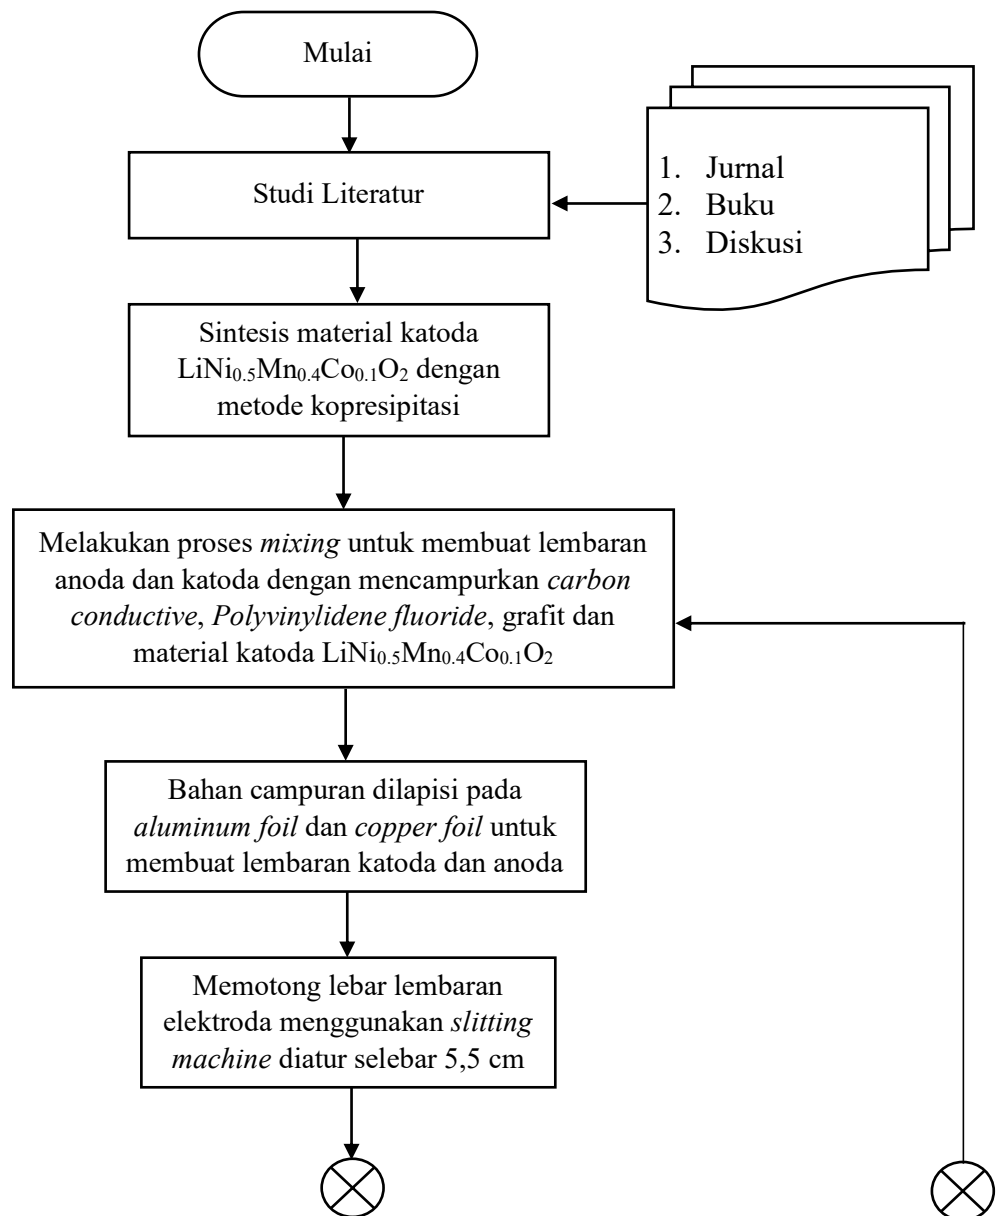 Mulai
Studi Literatur
1. Jurnal
2. Buku
3. Diskusi
Sintesis material katoda
LiNi₀.₅Mn₀.₄Co₀.₁O₂ dengan
metode kopresipitasi
Melakukan proses mixing untuk membuat lembaran
anoda dan katoda dengan mencampurkan carbon
conductive, Polyvinylidene fluoride, grafit dan
material katoda LiNi₀.₅Mn₀.₄Co₀.₁O₂
Bahan campuran dilapisi pada
aluminum foil dan copper foil untuk
membuat lembaran katoda dan anoda
Memotong lebar lembaran
elektroda menggunakan slitting
machine diatur selebar 5,5 cm